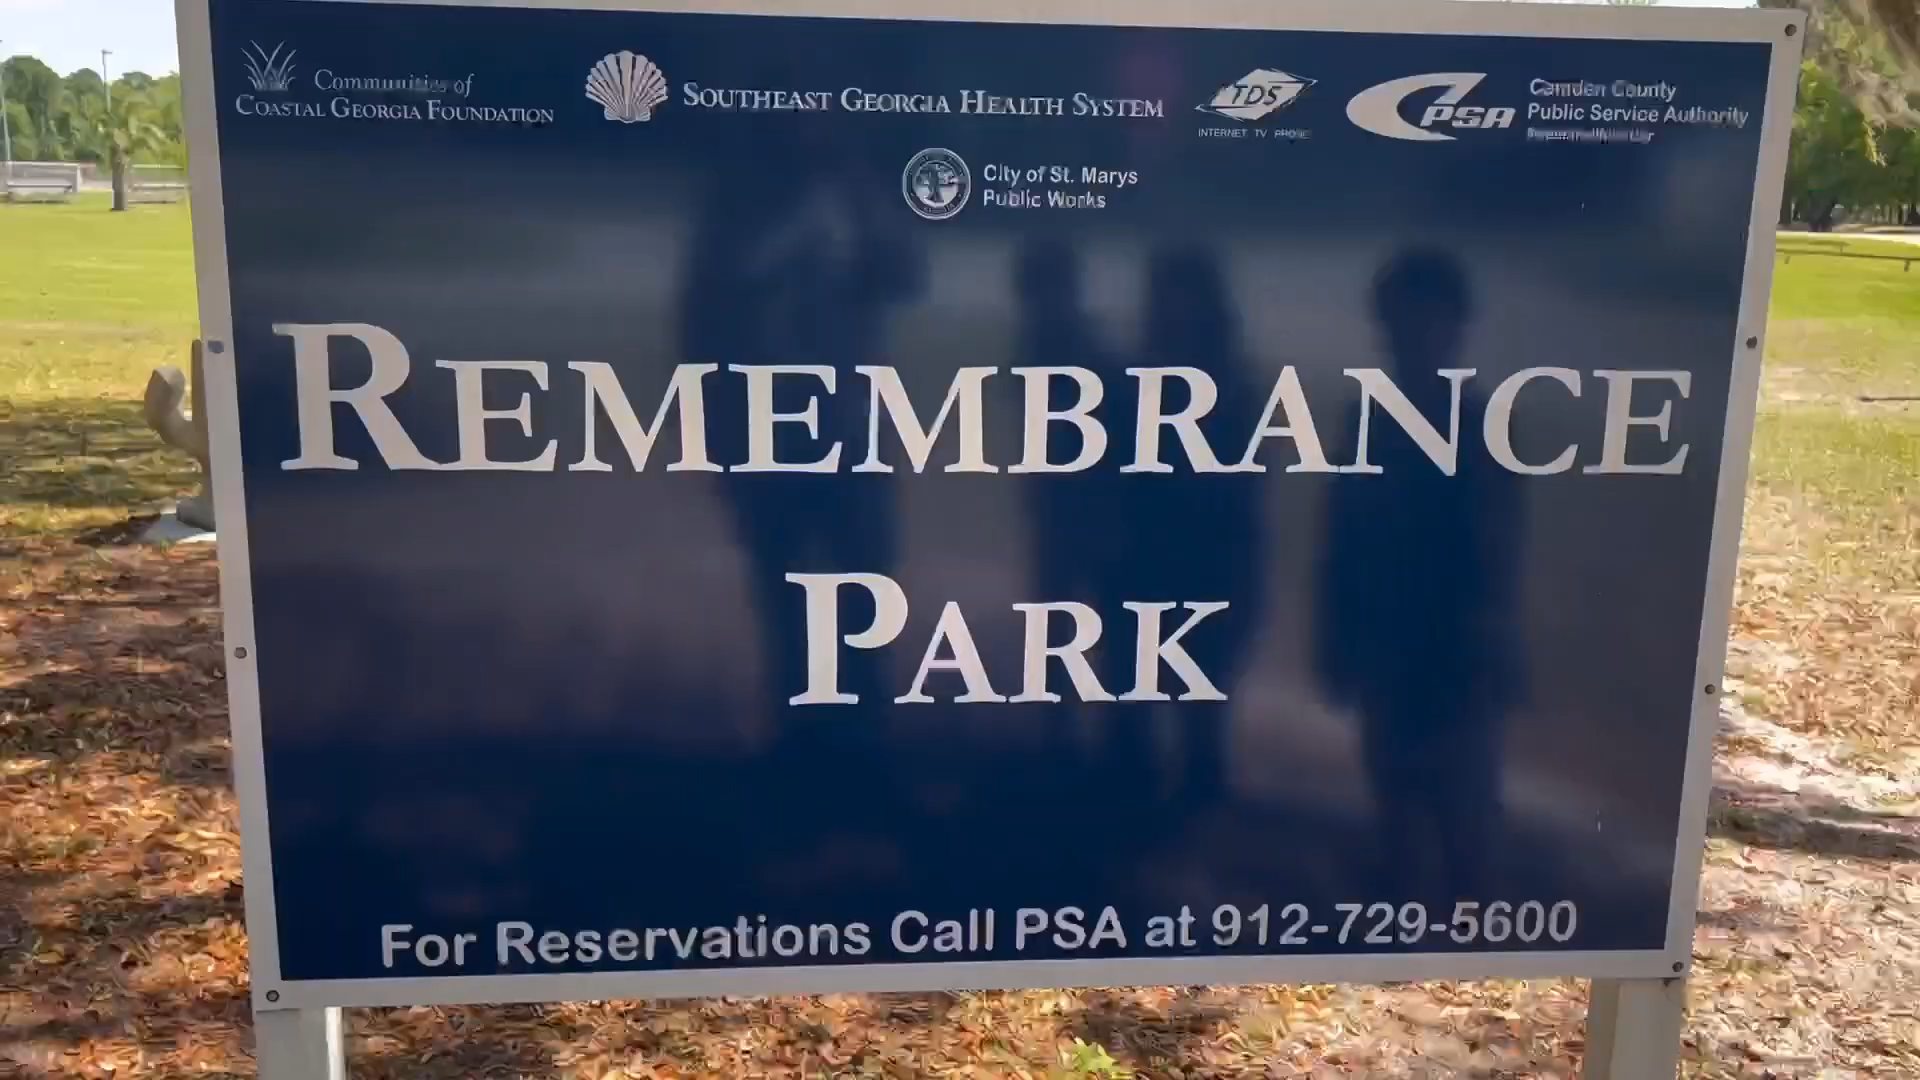 Communities of
COASTAL GEORGIA FOUNDATION
SOUTHEAST GEORGIA HEALTH SYSTEM
TDS
INTERNET TV PHONE
CPSA
Camden County
Public Service Authority
City of St. Marys
Public Works
REMEMBRANCE
PARK
For Reservations Call PSA at 912-729-5600